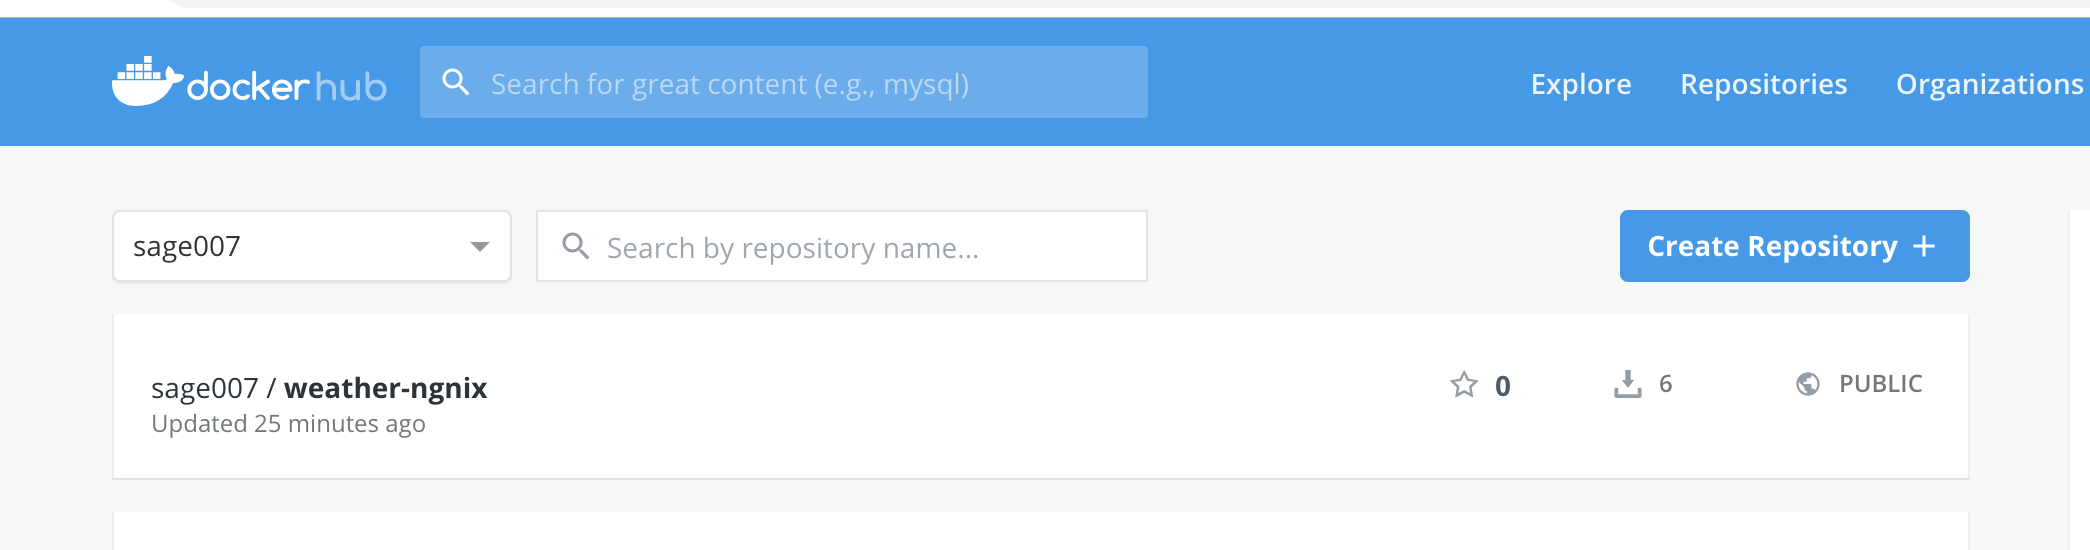 docker hub
Search for great content (e.g., mysql)
Explore
Repositories
Organizations
sage007
Search by repository name...
Create Repository +
sage007 / weather-ngnix
0
6
PUBLIC
Updated 25 minutes ago